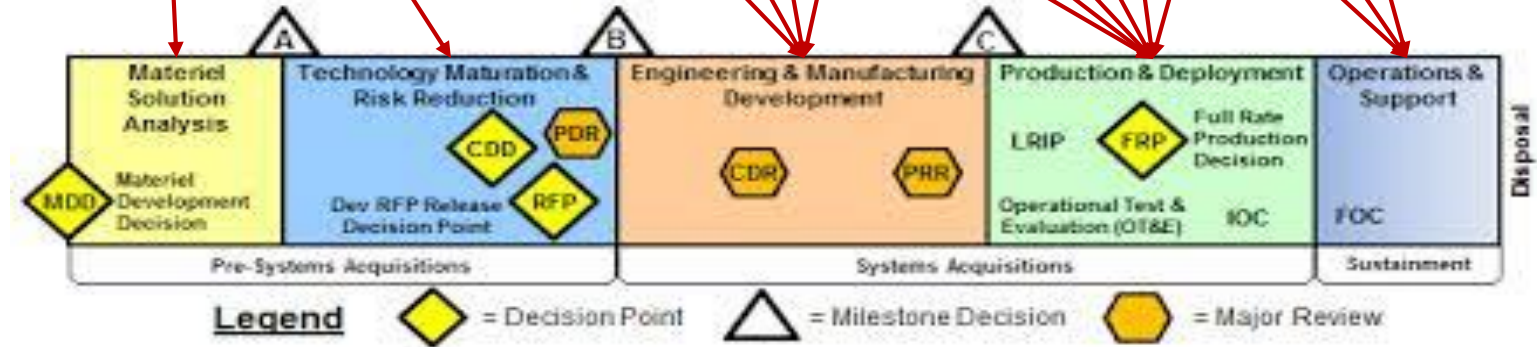 A
B
C
Materiel
Solution
Analysis
MDD
Materiel
Development
Decision
Technology Maturation &
Risk Reduction
CDD
PDR
Dev RFP Release
Decision Point
RFP
Engineering & Manufacturing
Development
CDR
PRR
Production & Deployment
LRIP
FRP
Full Rate
Production
Decision
Operational Test &
Evaluation (OT&E)
IOC
Operations &
Support
FOC
Disposal
Pre-Systems Acquisitions
Systems Acquisitions
Sustainment
Legend
= Decision Point
= Milestone Decision
= Major Review